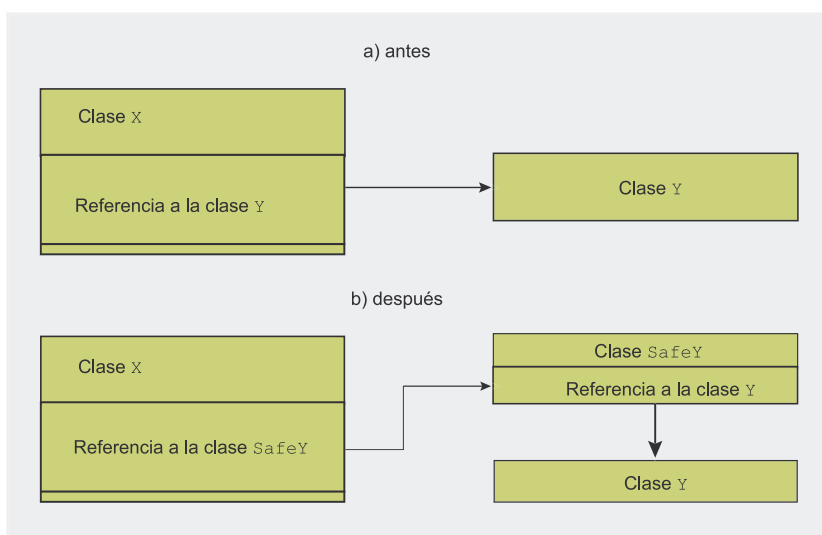 a) antes
Clase X
Referencia a la clase Y
Clase Y
b) después
Clase X
Referencia a la clase SafeY
Clase SafeY
Referencia a la clase Y
Clase Y